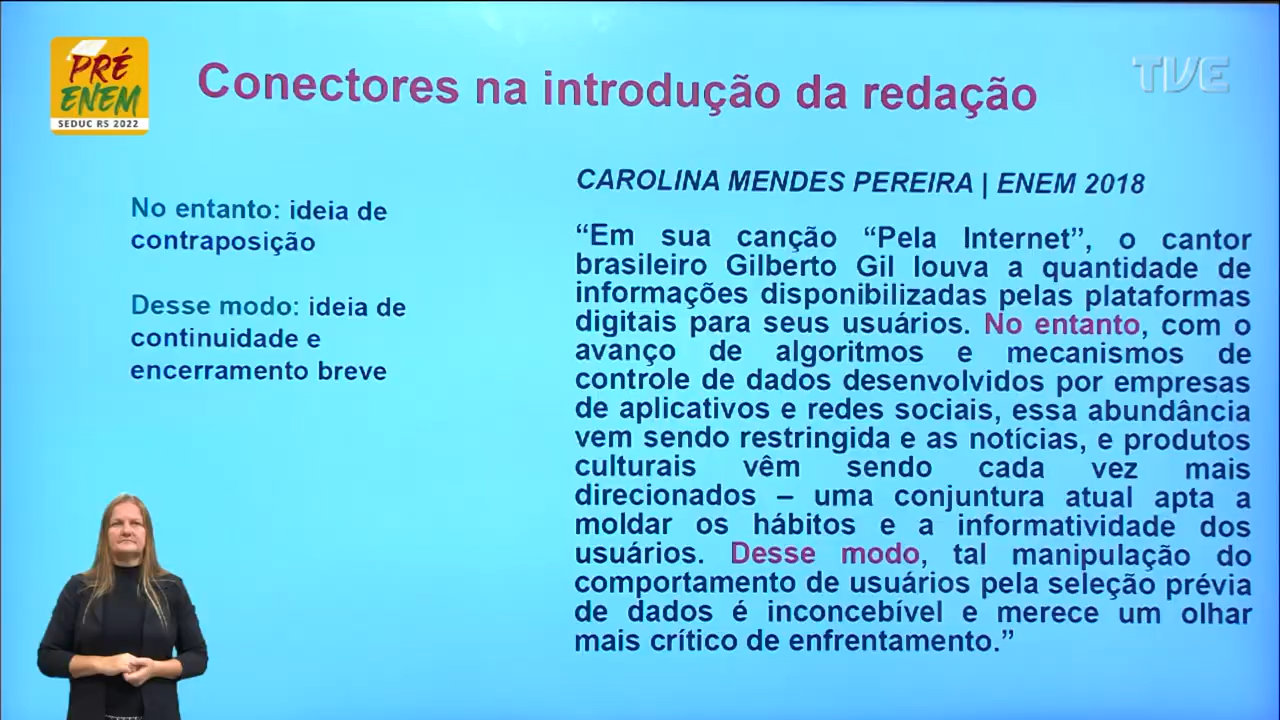 PRÉ
ENEM
SEDUC RS 2022
Conectores na introdução da redação
TVE
No entanto: ideia de
contraposição
Desse modo: ideia de
continuidade e
encerramento breve
CAROLINA MENDES PEREIRA | ENEM 2018
“Em sua canção “Pela Internet”, o cantor
brasileiro Gilberto Gil louva a quantidade de
informações disponibilizadas pelas plataformas
digitais para seus usuários. No entanto, com o
avanço de algoritmos e mecanismos de
controle de dados desenvolvidos por empresas
de aplicativos e redes sociais, essa abundância
vem sendo restringida e as notícias, e produtos
culturais vêm sendo cada vez mais
direcionados – uma conjuntura atual apta a
moldar os hábitos e a informatividade dos
usuários. Desse modo, tal manipulação do
comportamento de usuários pela seleção prévia
de dados é inconcebível e merece um olhar
mais crítico de enfrentamento.”